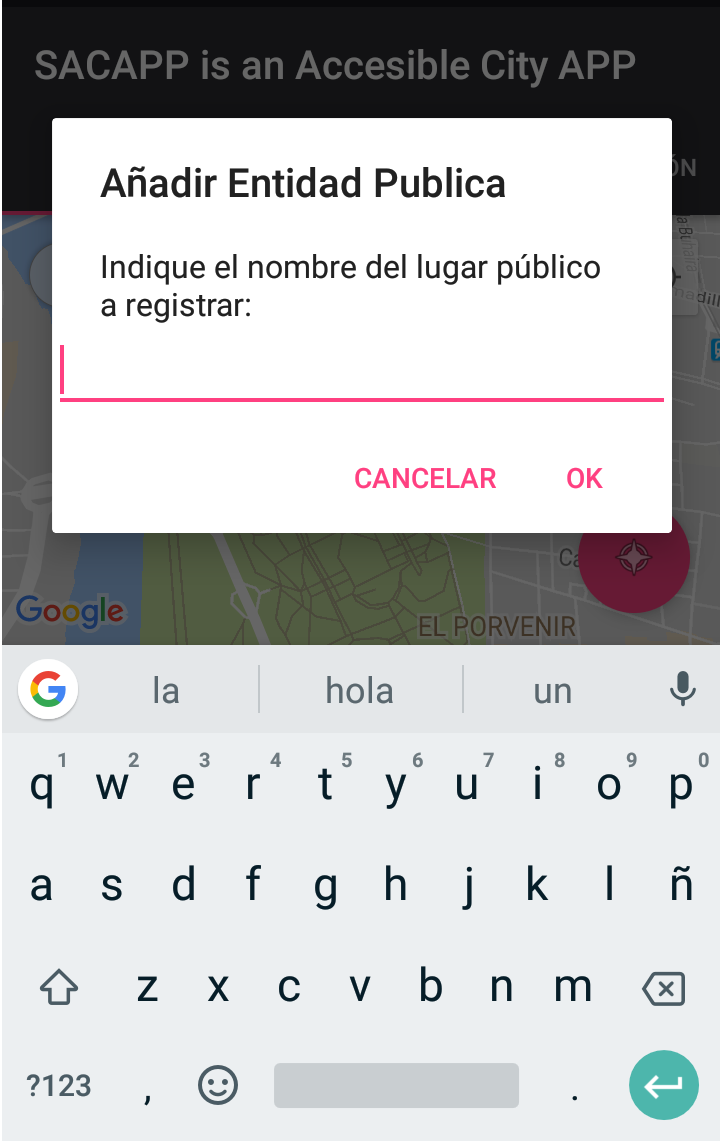 SACAPP is an Accesible City APP
ÓN
Añadir Entidad Publica
Indique el nombre del lugar público
a registrar:
CANCELAR OK
Google
EL PORVENIR
G la hola un
1 2 3 4 5 6 7 8 9 0
q w e r t y u i o p
a s d f g h j k l ñ
z x c v b n m
?123 , .